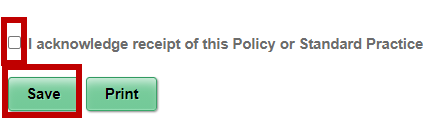 I acknowledge receipt of this Policy or Standard Practice
Save Print